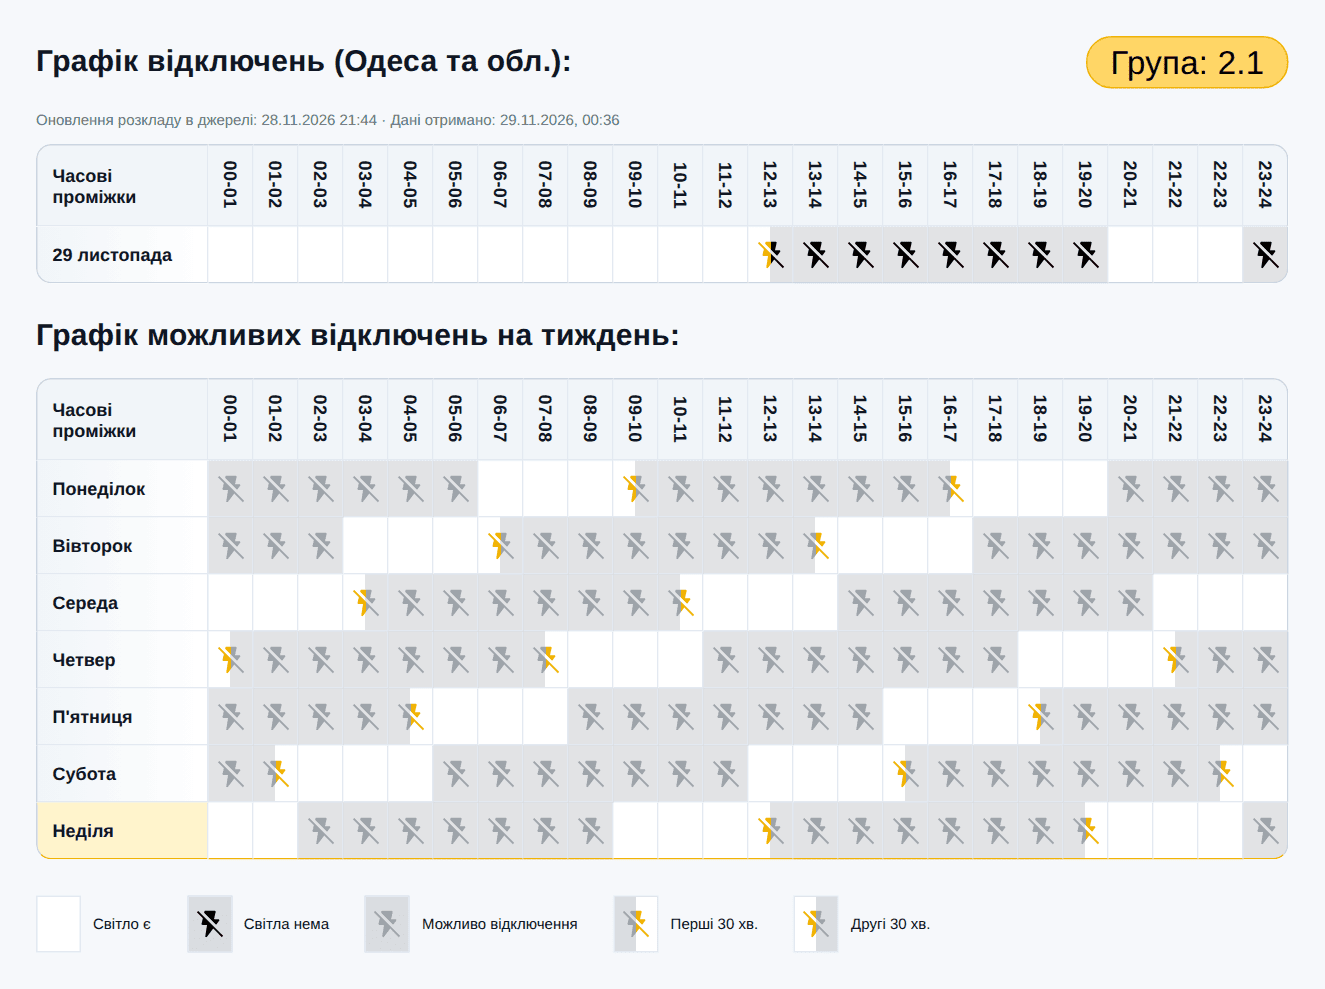 Графік відключень (Одеса та обл.):
Група: 2.1
Оновлення розкладу в джерелі: 28.11.2026 21:44 · Дані отримано: 29.11.2026, 00:36
Часові проміжки 00-01 01-02 02-03 03-04 04-05 05-06 06-07 07-08 08-09 09-10 10-11 11-12 12-13 13-14 14-15 15-16 16-17 17-18 18-19 19-20 20-21 21-22 22-23 23-24
29 листопада
Графік можливих відключень на тиждень:
Часові проміжки 00-01 01-02 02-03 03-04 04-05 05-06 06-07 07-08 08-09 09-10 10-11 11-12 12-13 13-14 14-15 15-16 16-17 17-18 18-19 19-20 20-21 21-22 22-23 23-24
Понеділок
Вівторок
Середа
Четвер
П'ятниця
Субота
Неділя
Світло є Світла нема Можливо відключення Перші 30 хв. Другі 30 хв.